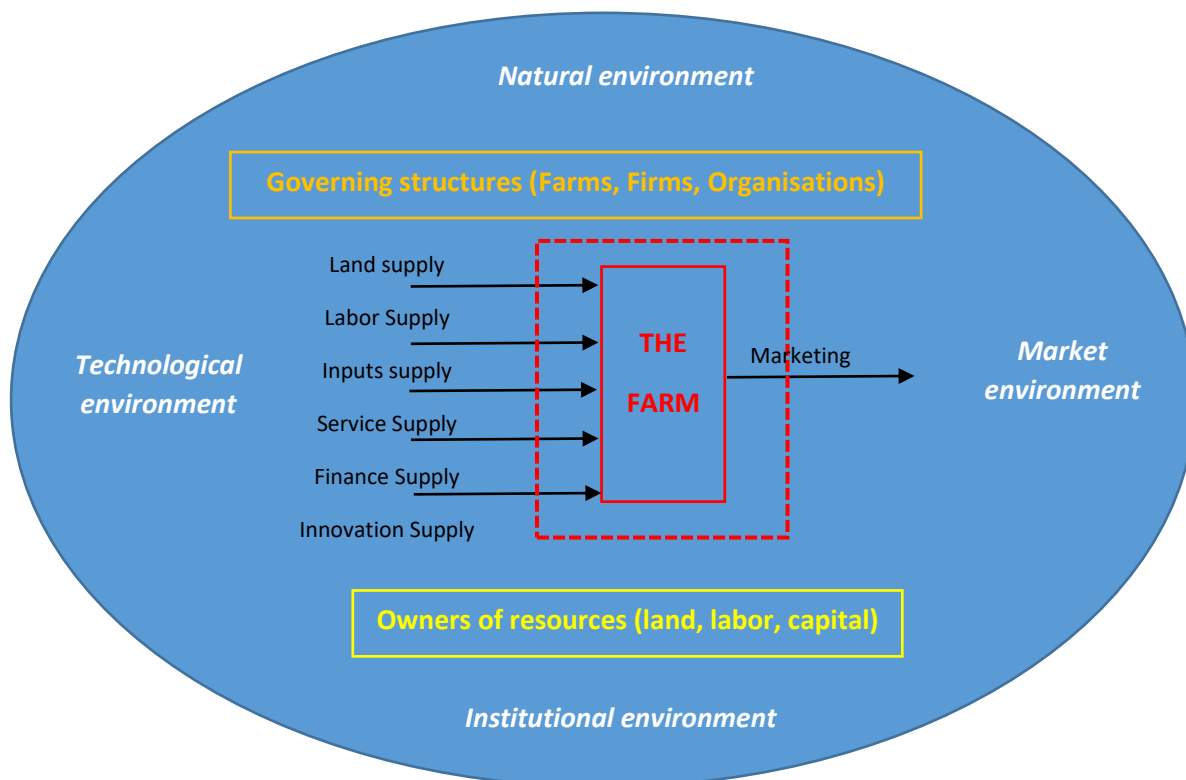 Natural environment
Governing structures (Farms, Firms, Organisations)
Land supply
Labor Supply
Inputs supply
Service Supply
Finance Supply
Innovation Supply
THE
FARM
Marketing
Technological
environment
Market
environment
Owners of resources (land, labor, capital)
Institutional environment